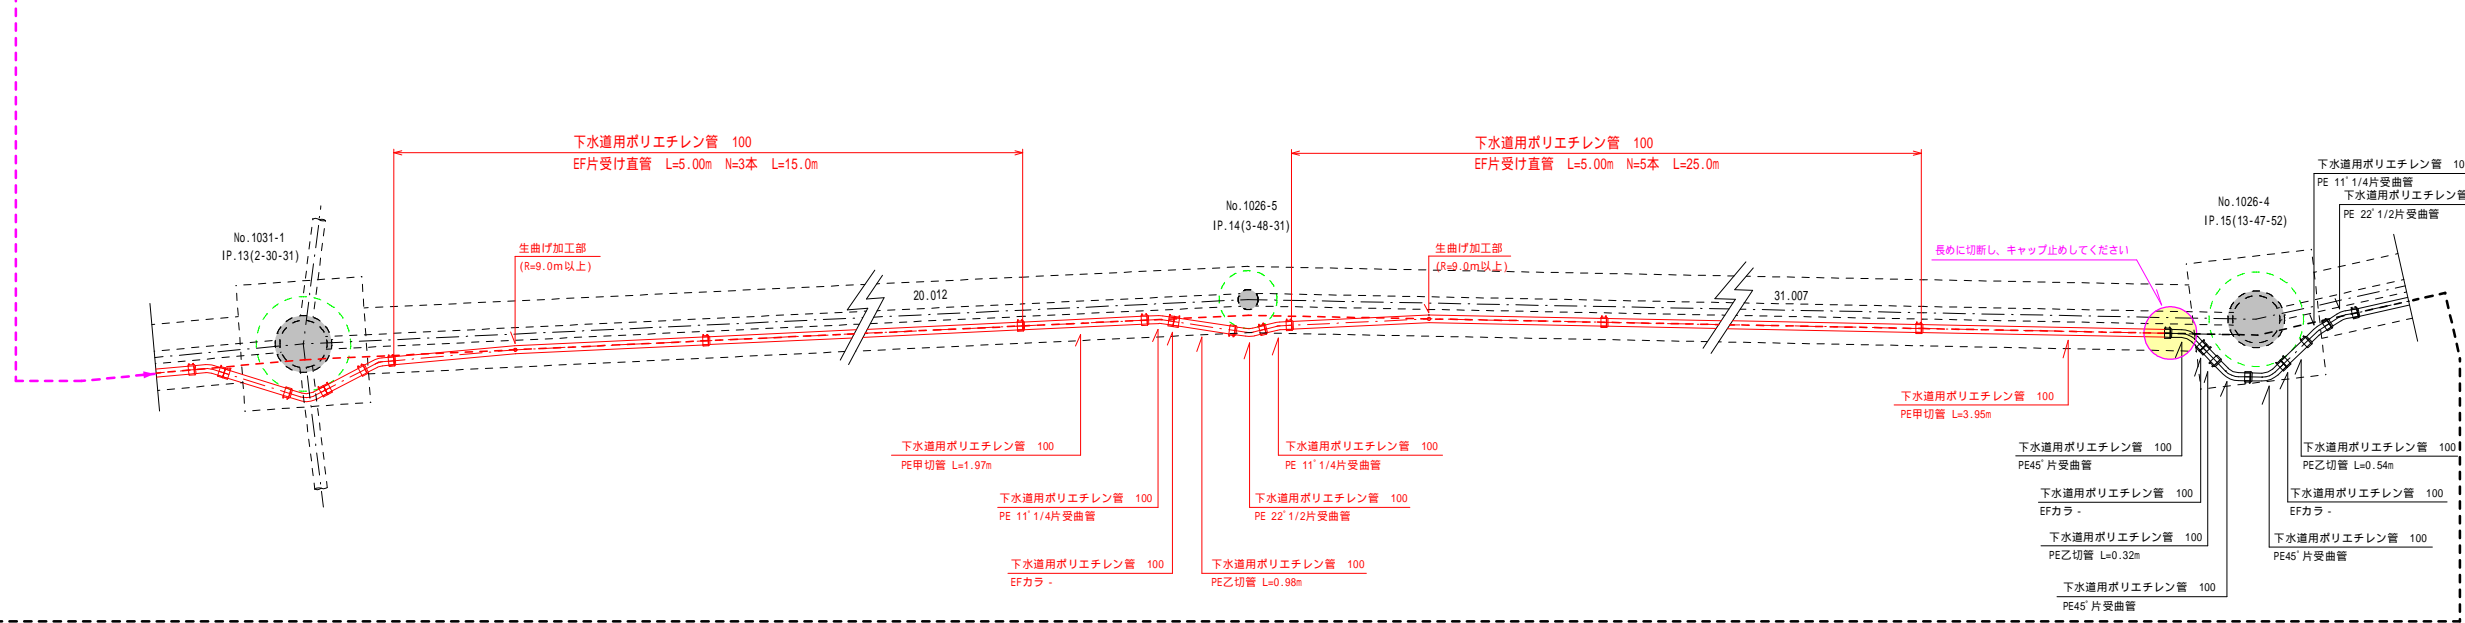 下水道用ポリエチレン管 100
EF片受け直管 L=5.00m N=3本 L=15.0m
下水道用ポリエチレン管 100
EF片受け直管 L=5.00m N=5本 L=25.0m
下水道用ポリエチレン管 10
PE 11°1/4片受曲管
下水道用ポリエチレン管
PE 22°1/2片受曲管
No.1031-1
IP.13(2-30-31)
No.1026-5
IP.14(3-48-31)
No.1026-4
IP.15(13-47-52)
生曲げ加工部
(R=9.0m以上)
生曲げ加工部
(R=9.0m以上)
長めに切断し、キャップ止めしてください
20.012
31.007
下水道用ポリエチレン管 100
PE甲切管 L=3.95m
下水道用ポリエチレン管 100
PE甲切管 L=1.97m
下水道用ポリエチレン管 100
PE 11°1/4片受曲管
下水道用ポリエチレン管 100
PE45°片受曲管
下水道用ポリエチレン管 100
PE乙切管 L=0.54m
下水道用ポリエチレン管 100
PE 11°1/4片受曲管
下水道用ポリエチレン管 100
PE 22°1/2片受曲管
下水道用ポリエチレン管 100
EFカラ-
下水道用ポリエチレン管 100
EFカラ-
下水道用ポリエチレン管 100
PE乙切管 L=0.32m
下水道用ポリエチレン管 100
PE45°片受曲管
下水道用ポリエチレン管 100
EFカラ-
下水道用ポリエチレン管 100
PE乙切管 L=0.98m
下水道用ポリエチレン管 100
PE45°片受曲管